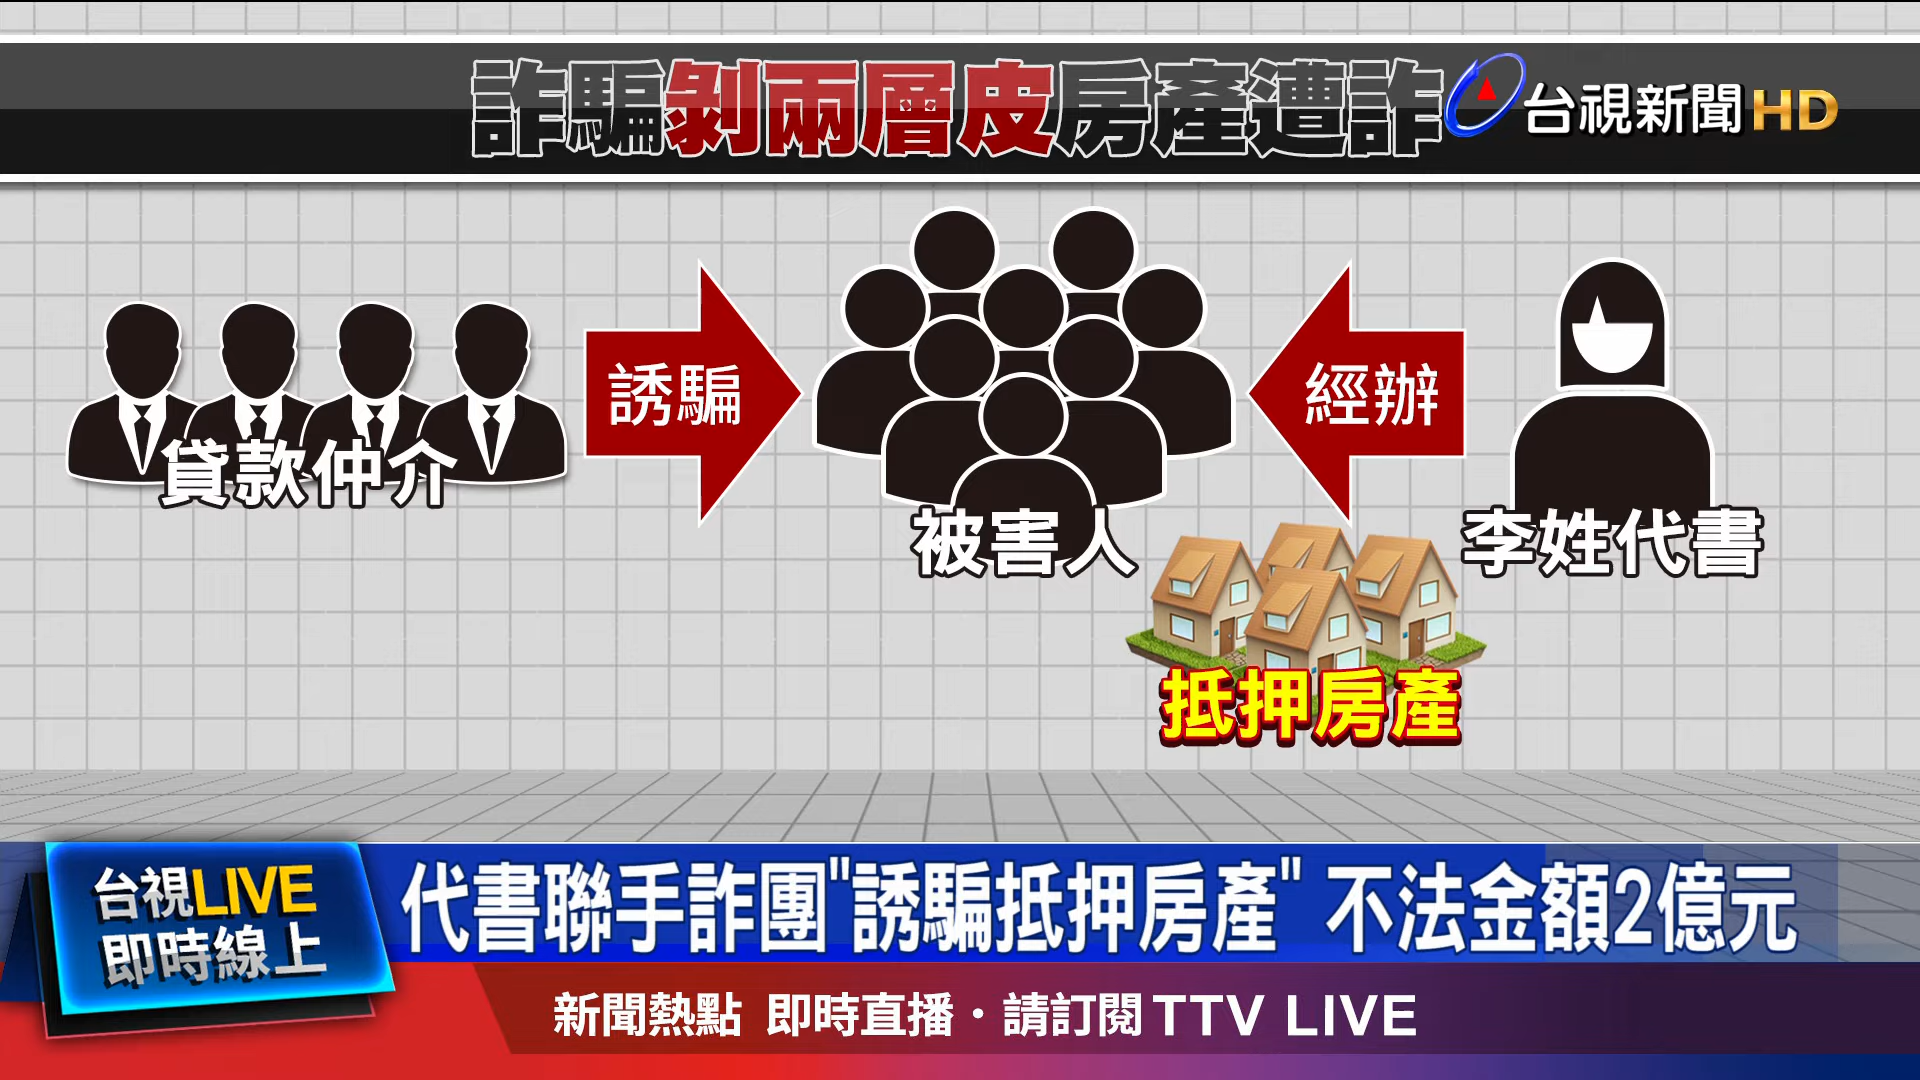 詐騙剝兩層皮房產遭詐
台視新聞HD
誘騙
經辦
貸款仲介
被害人
李姓代書
抵押房產
台視LIVE
即時線上
代書聯手詐團"誘騙抵押房產" 不法金額2億元
新聞熱點 即時直播・請訂閱TTV LIVE